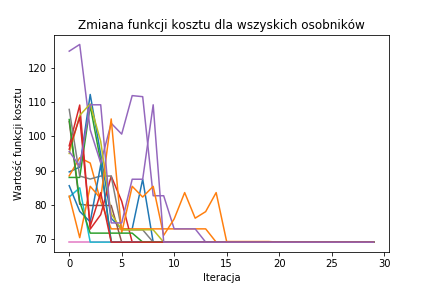 Zmiana funkcji kosztu dla wszyskich osobników
Wartość funkcji kosztu
120
110
100
90
80
70
0 5 10 15 20 25 30
Iteracja